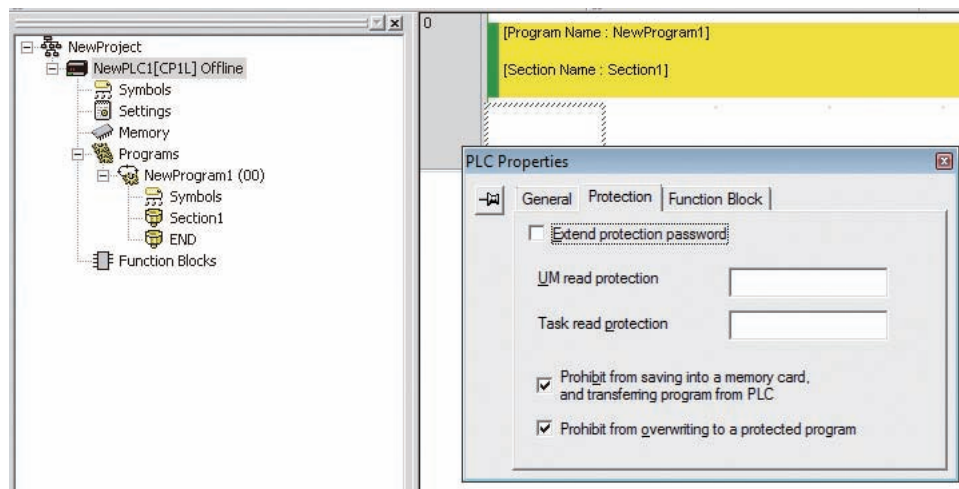 NewProject
NewPLC1[CP1L] Offline
Symbols
Settings
Memory
Programs
NewProgram1 (00)
Symbols
Section1
END
Function Blocks
0
[Program Name : NewProgram1]
[Section Name : Section1]
PLC Properties
General Protection Function Block
Extend protection password
UM read protection
Task read protection
Prohibit from saving into a memory card,
and transferring program from PLC
Prohibit from overwriting to a protected program